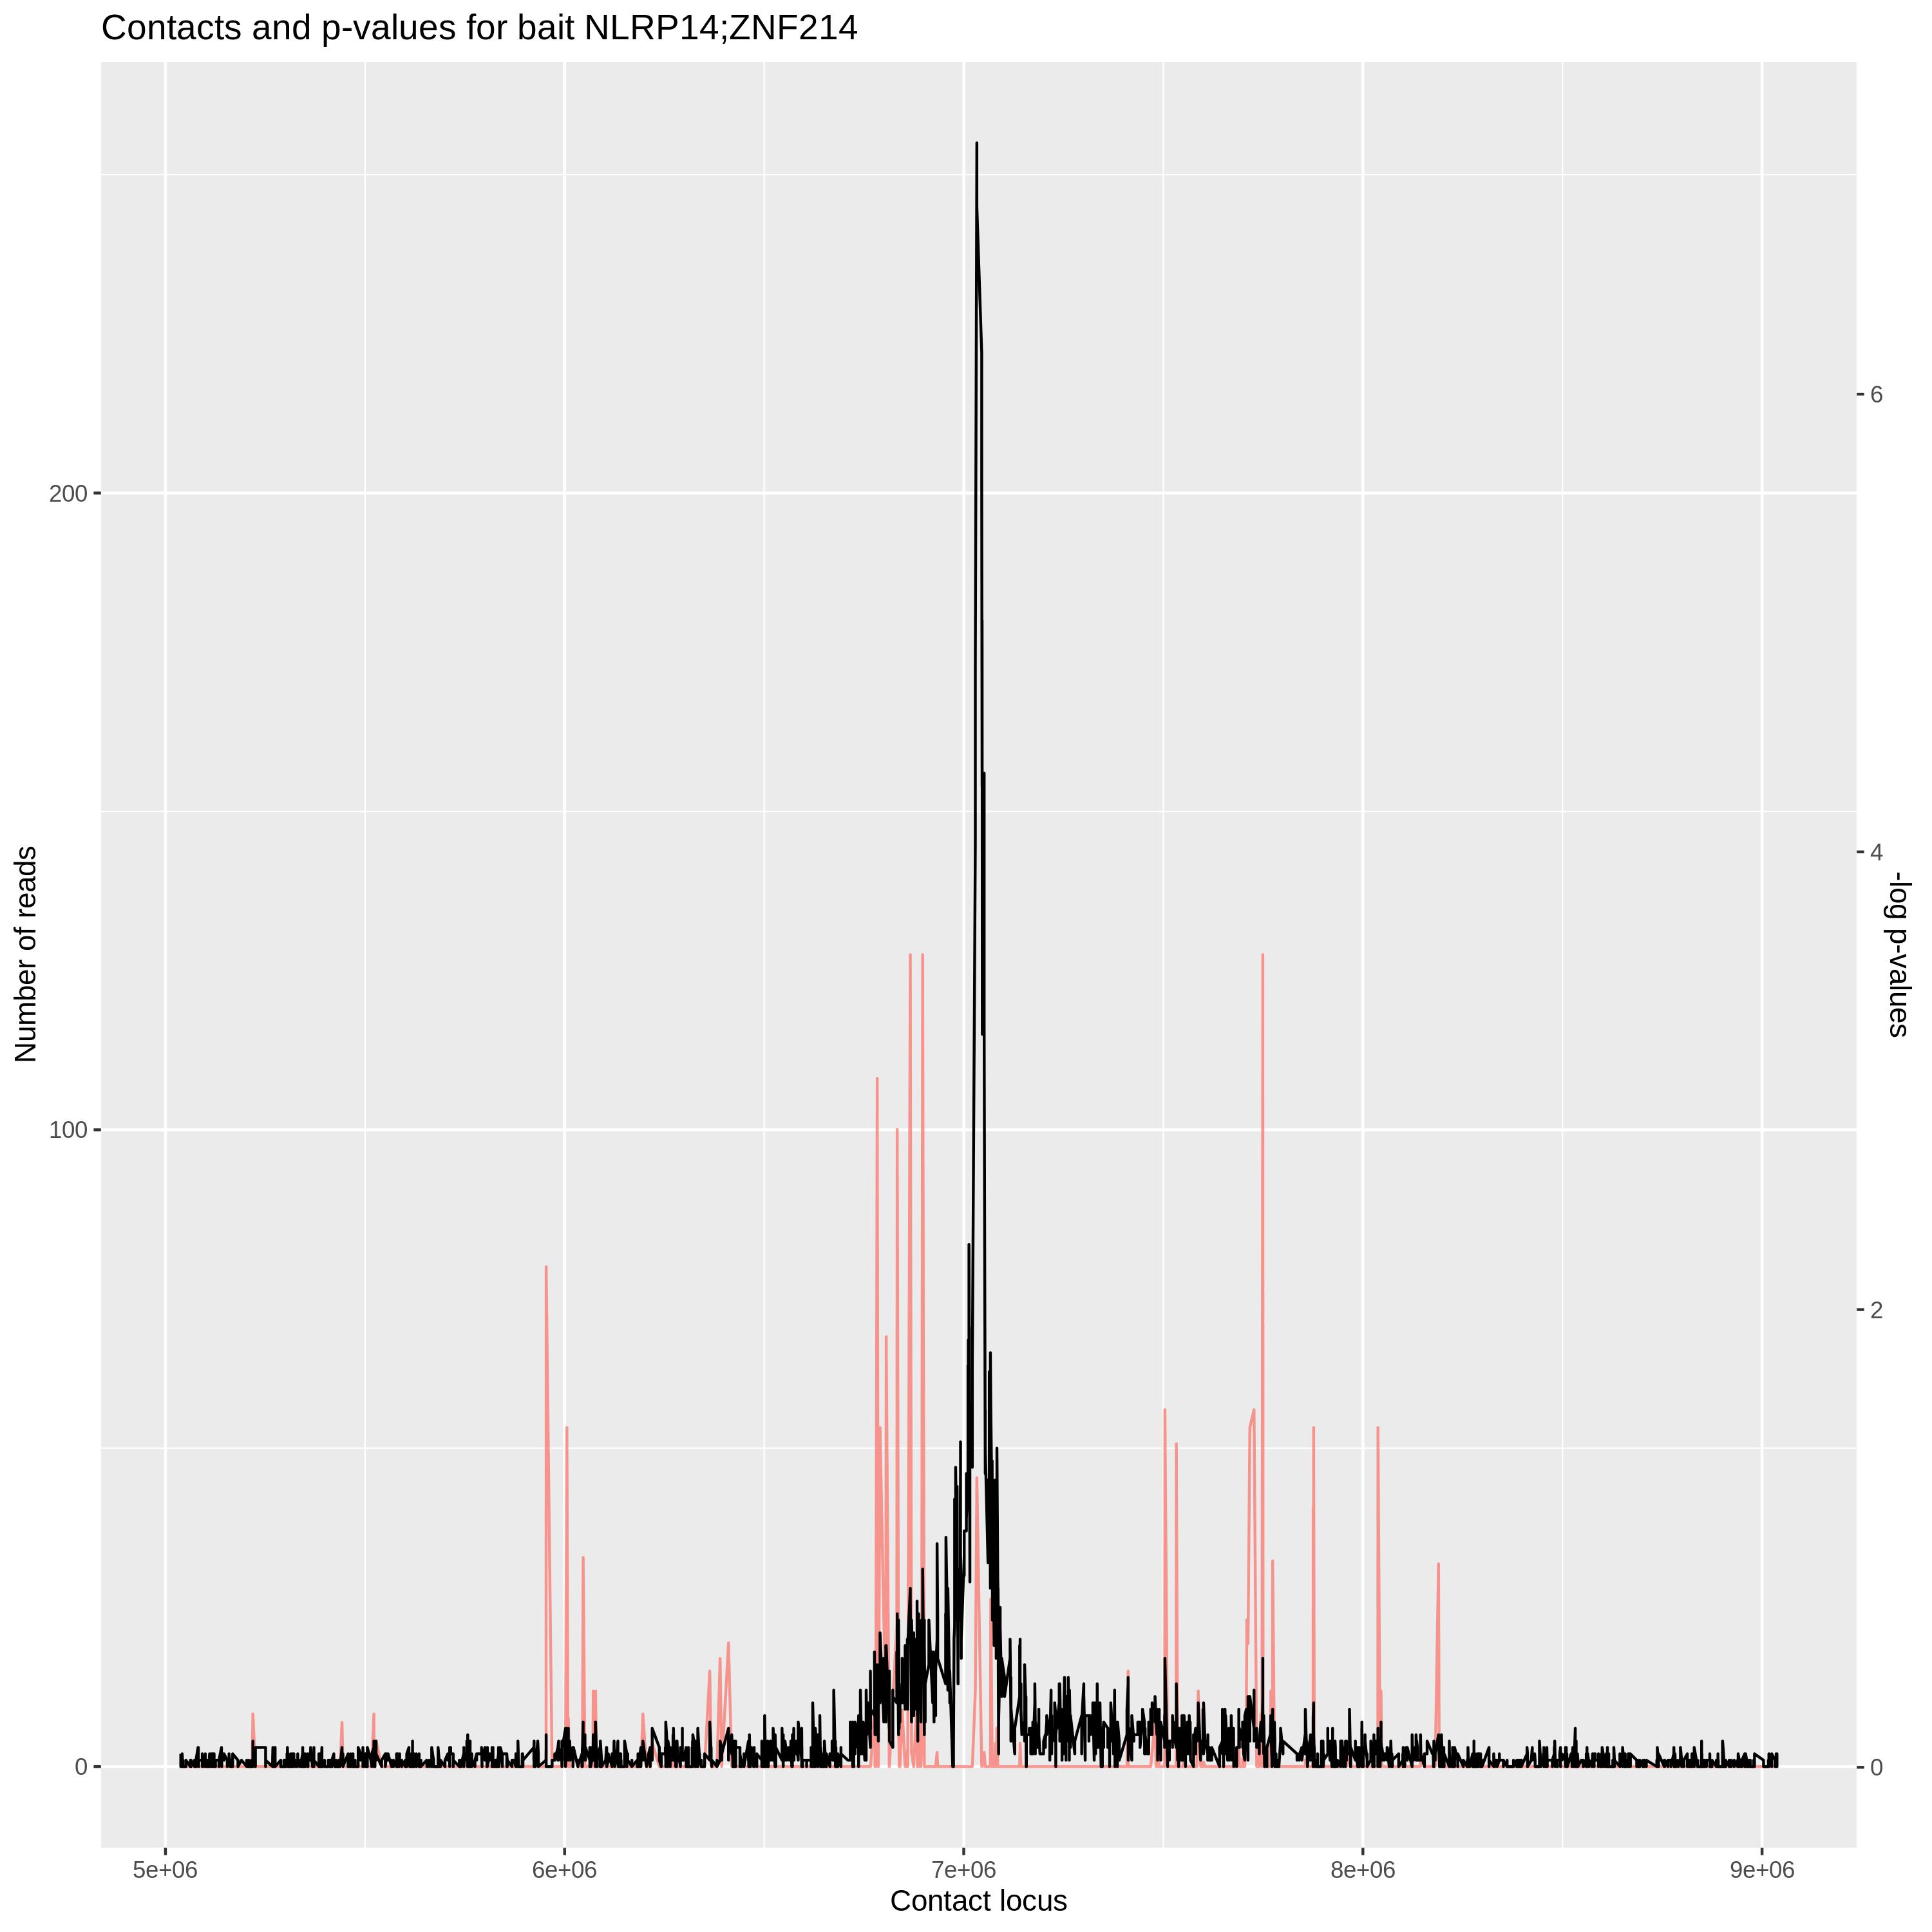 Contacts and p-values for bait NLRP14;ZNF214
200
100
0
Number of reads
6
4
2
0
-log p-values
5e+06 6e+06 7e+06 8e+06 9e+06
Contact locus